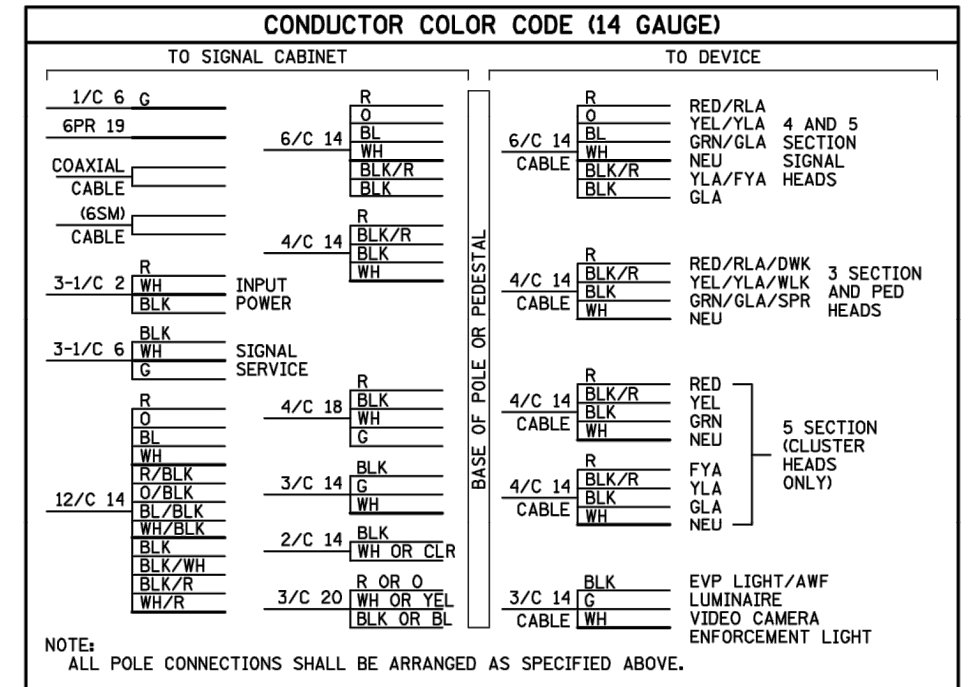 CONDUCTOR COLOR CODE (14 GAUGE)
TO SIGNAL CABINET
1/C 6 G
6PR 19
COAXIAL
CABLE
(6SM)
CABLE
3-1/C 2
R
WH
BLK
INPUT
POWER
3-1/C 6
BLK
WH
G
SIGNAL
SERVICE
12/C 14
R
O
BL
WH
R/BLK
O/BLK
BL/BLK
WH/BLK
BLK
BLK/WH
BLK/R
WH/R
6/C 14
R
O
BL
WH
BLK/R
BLK
4/C 14
R
BLK/R
BLK
WH
4/C 18
R
BLK
WH
G
3/C 14
BLK
G
WH
2/C 14
BLK
WH OR CLR
3/C 20
R OR O
WH OR YEL
BLK OR BL
BASE OF POLE OR PEDESTAL
TO DEVICE
6/C 14
CABLE
R RED/RLA
O YEL/YLA
BL GRN/GLA
WH NEU
BLK/R YLA/FYA
BLK GLA
4 AND 5
SECTION
SIGNAL
HEADS
4/C 14
CABLE
R RED/RLA/DWK
BLK/R YEL/YLA/WLK
BLK GRN/GLA/SPR
WH NEU
3 SECTION
AND PED
HEADS
4/C 14
CABLE
R RED
BLK/R YEL
BLK GRN
WH NEU
4/C 14
CABLE
R FYA
BLK/R YLA
BLK GLA
WH NEU
5 SECTION
(CLUSTER
HEADS
ONLY)
3/C 14
CABLE
BLK
G
WH
EVP LIGHT/AWF
LUMINAIRE
VIDEO CAMERA
ENFORCEMENT LIGHT
NOTE:
ALL POLE CONNECTIONS SHALL BE ARRANGED AS SPECIFIED ABOVE.